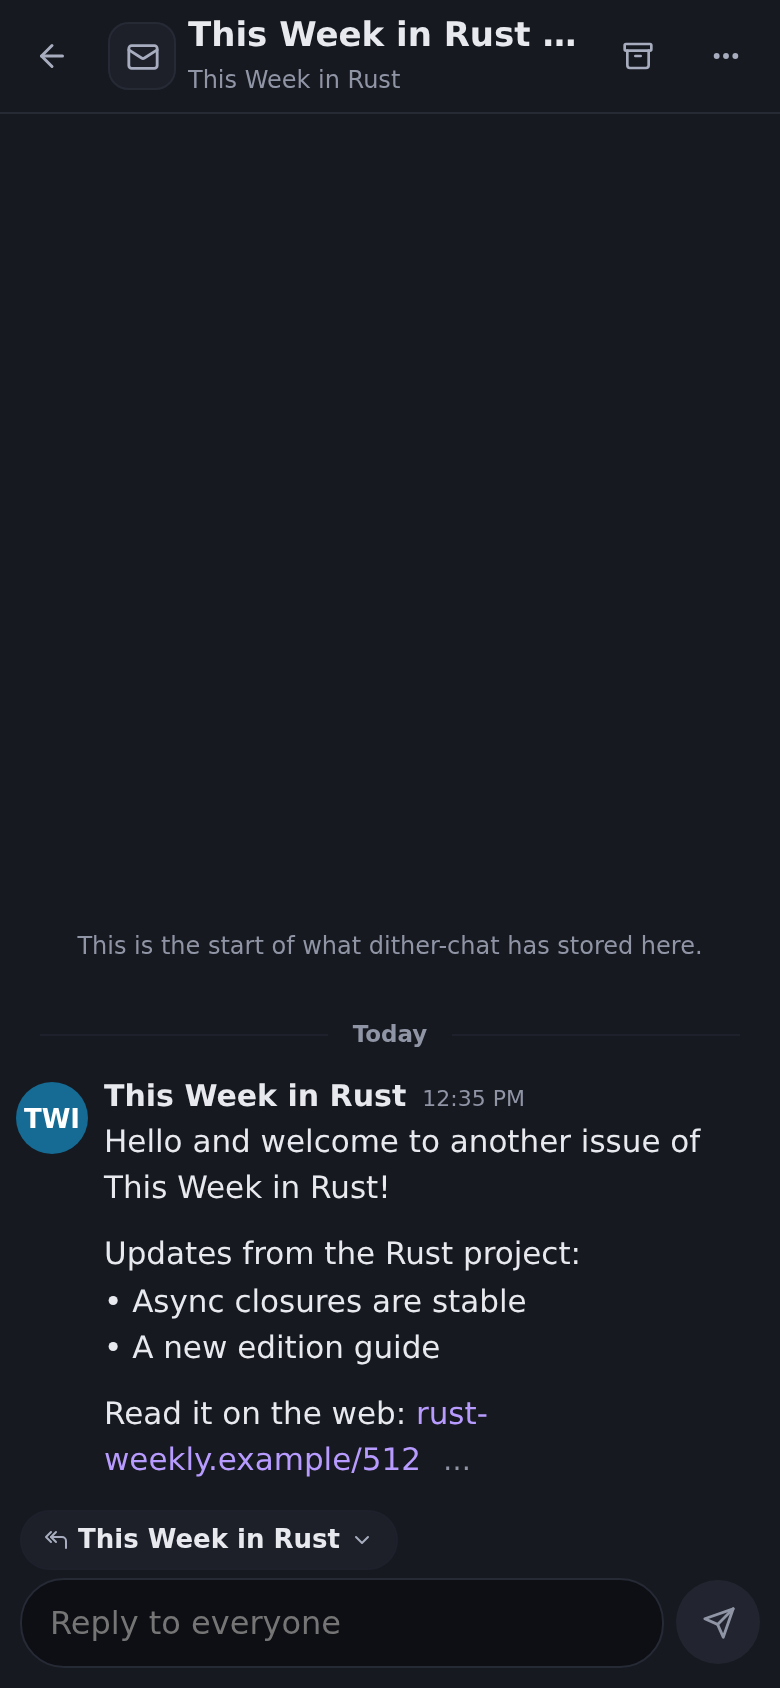 This Week in Rust ...
This Week in Rust
This is the start of what dither-chat has stored here.
Today
TWI
This Week in Rust 12:35 PM
Hello and welcome to another issue of
This Week in Rust!
Updates from the Rust project:
• Async closures are stable
• A new edition guide
Read it on the web: rust-
weekly.example/512 ...
This Week in Rust
Reply to everyone